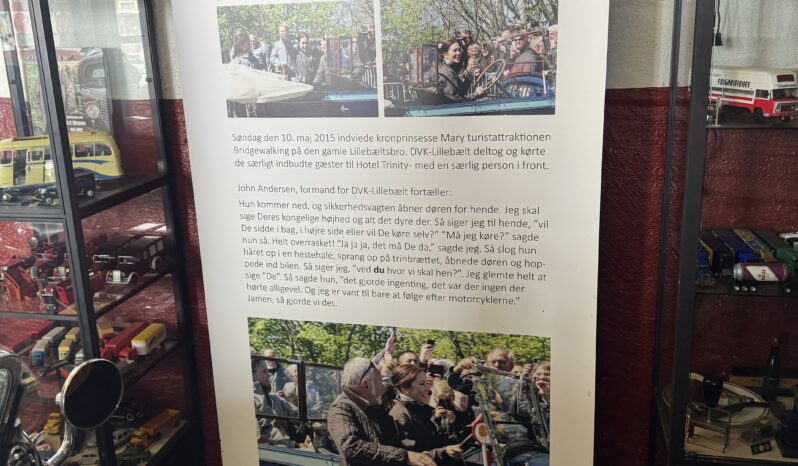 Søndag den 10. maj 2015 indviede kronprinsesse Mary turistattraktionen
Bridgewalking på den gamle Lillebæltsbro. DVK-Lillebælt deltog og kørte
de særligt indbudte gæster til Hotel Trinity- med en særlig person i front.
John Andersen, formand for DVK-Lillebælt fortæller:
Hun kommer ned, og sikkerhedsvagten åbner døren for hende. Jeg skal
sige Deres kongelige højhed og alt det dyre der. Så siger jeg til hende, "vil
De sidde i bag, i højre side eller vil De køre selv?" "Må jeg køre?" sagde
hun så. Helt overrasket! "Ja ja ja, det må De da," sagde jeg. Så slog hun
håret op i en hestehale, sprang op på trinbrættet, åbnede døren og hop-
pede ind bilen. Så siger jeg, "ved du hvor vi skal hen?". Jeg glemte helt at
sige "De". Så sagde hun, "det gjorde ingenting, det var der ingen der
hørte alligevel. Og jeg er vant til bare at følge efter motorcyklerne."
Jamen, så gjorde vi det.
FRIGODFIQUES